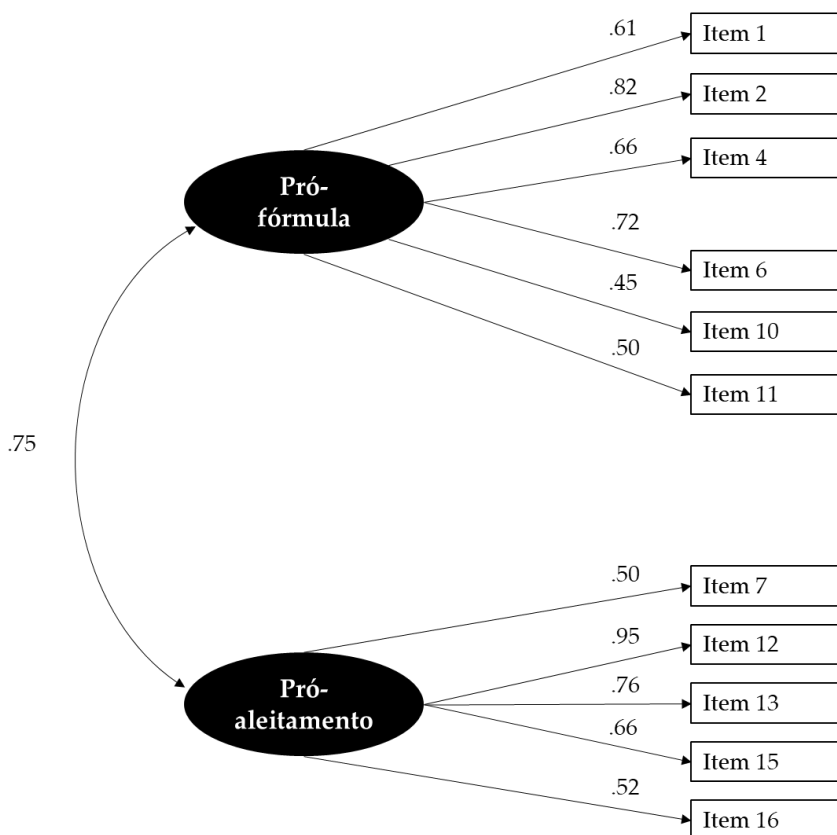 .61
Item 1
.82
Item 2
.66
Item 4
Pró-
fórmula
.72
Item 6
.45
Item 10
.50
Item 11
.75
.50
Item 7
.95
Item 12
.76
Item 13
Pró-
aleitamento
.66
Item 15
.52
Item 16